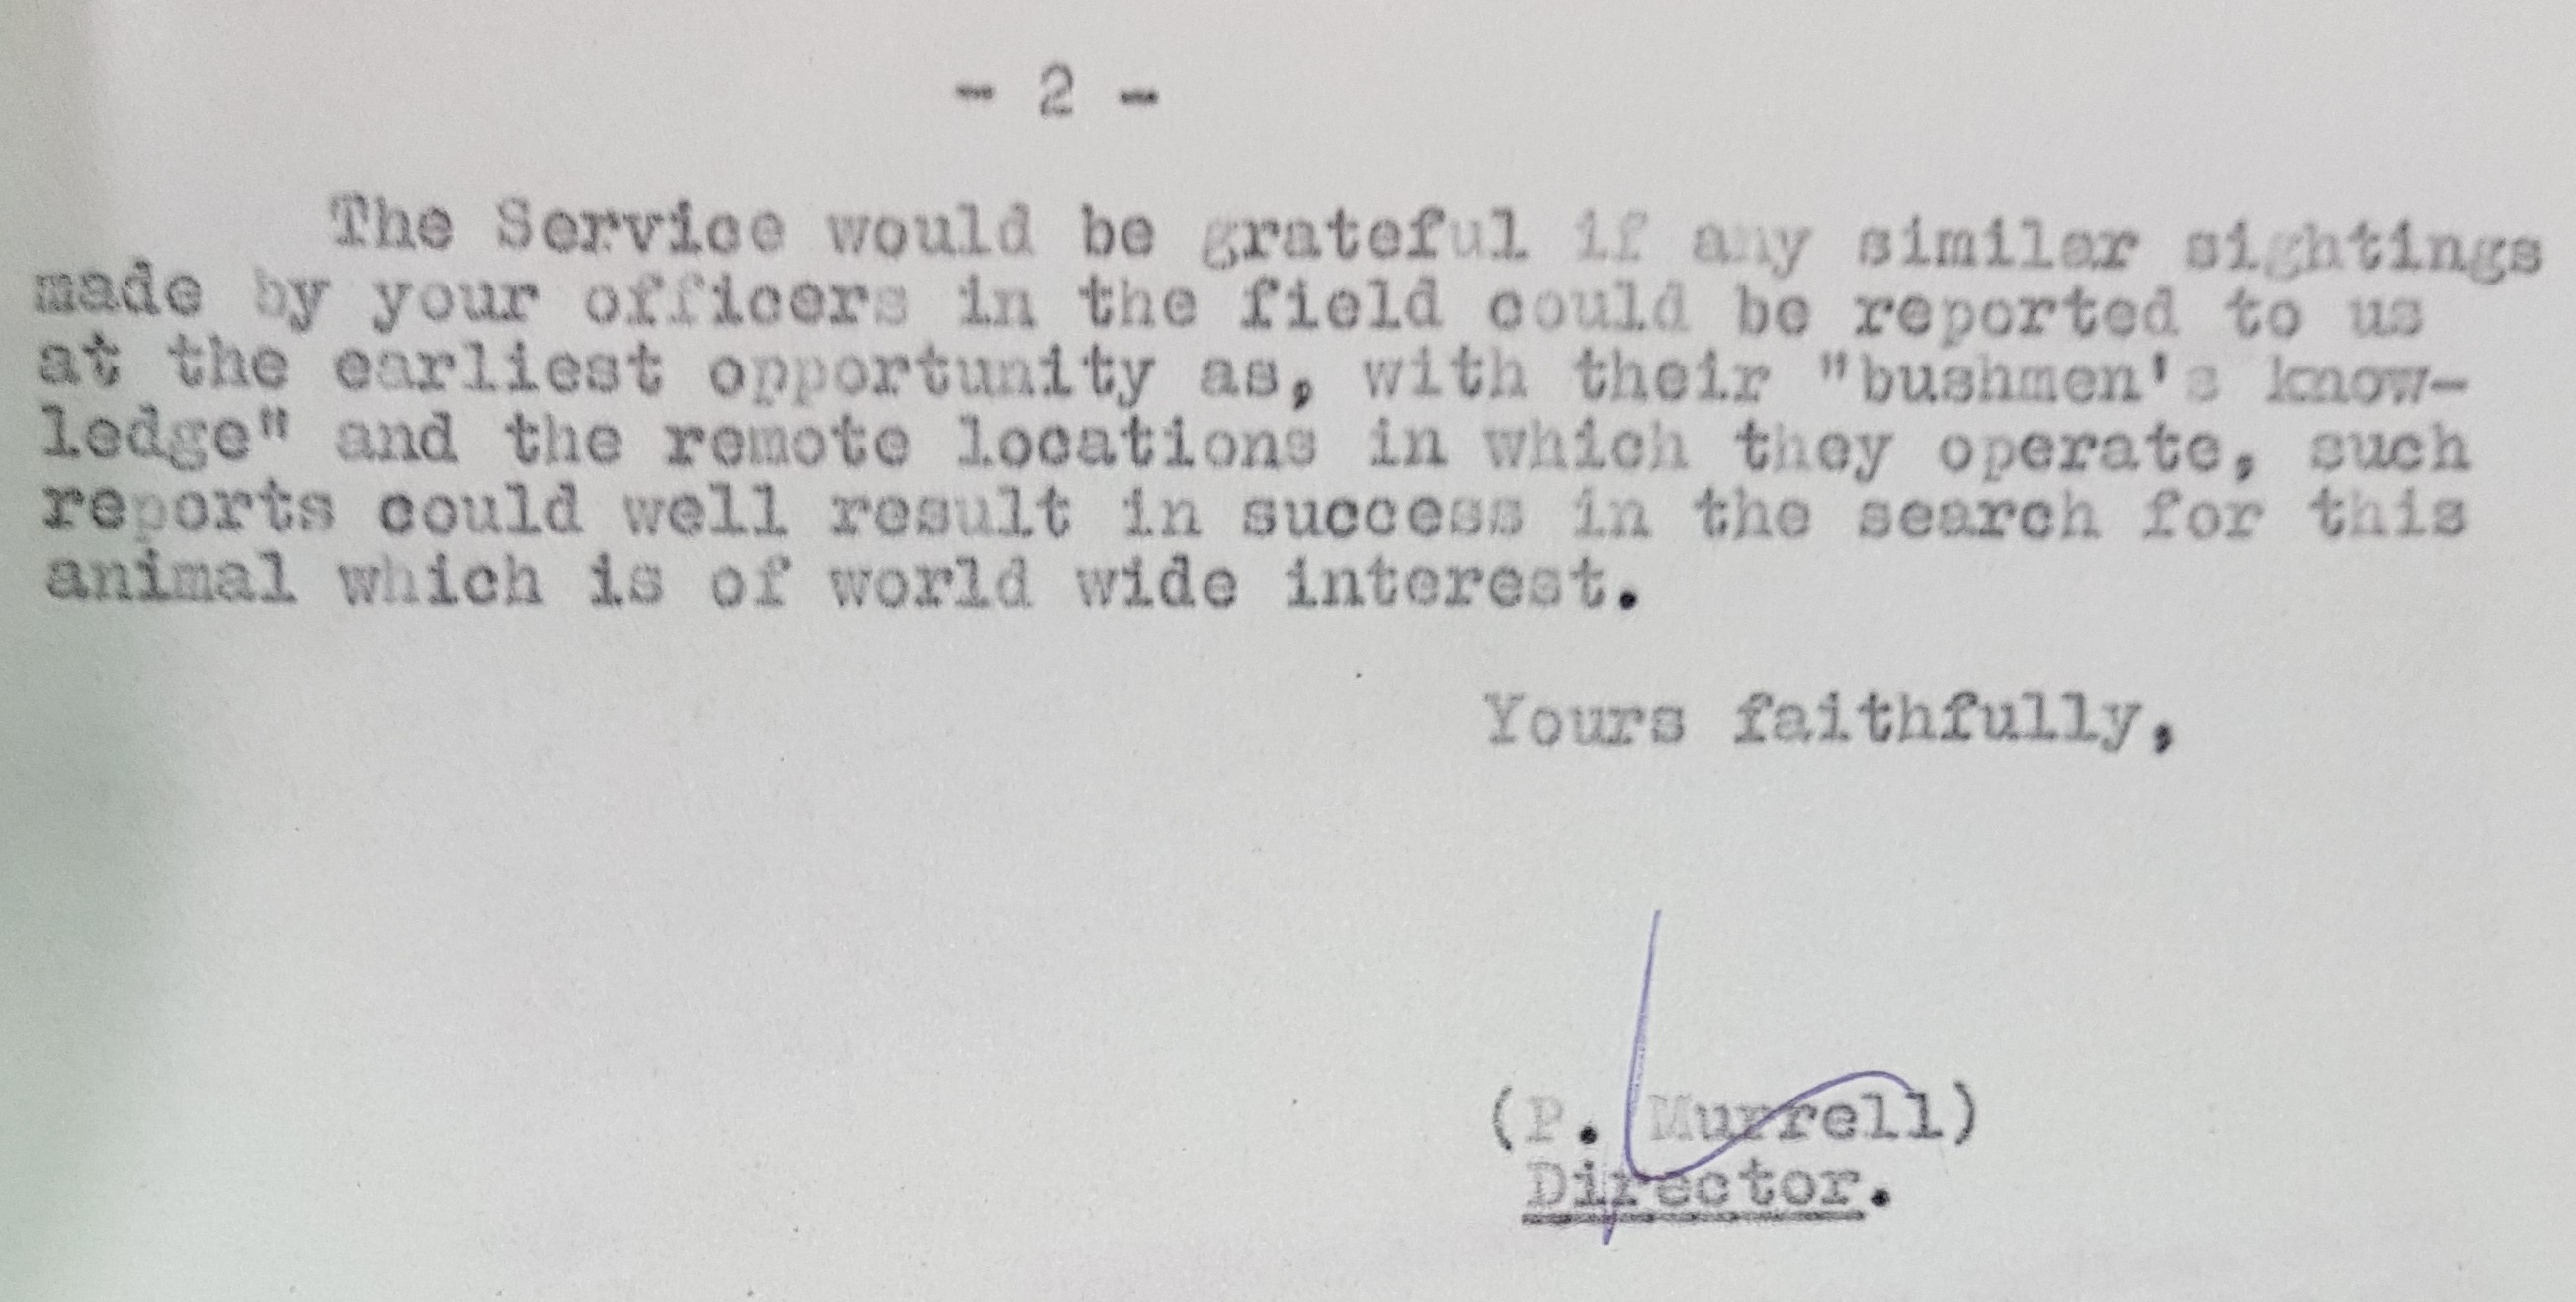 - 2 -
The Service would be grateful if any similar sightings
made by your officers in the field could be reported to us
at the earliest opportunity as, with their "bushmen's know-
ledge" and the remote locations in which they operate, such
reports could well result in success in the search for this
animal which is of world wide interest.
Yours faithfully,
(P. Murrell)
Director.